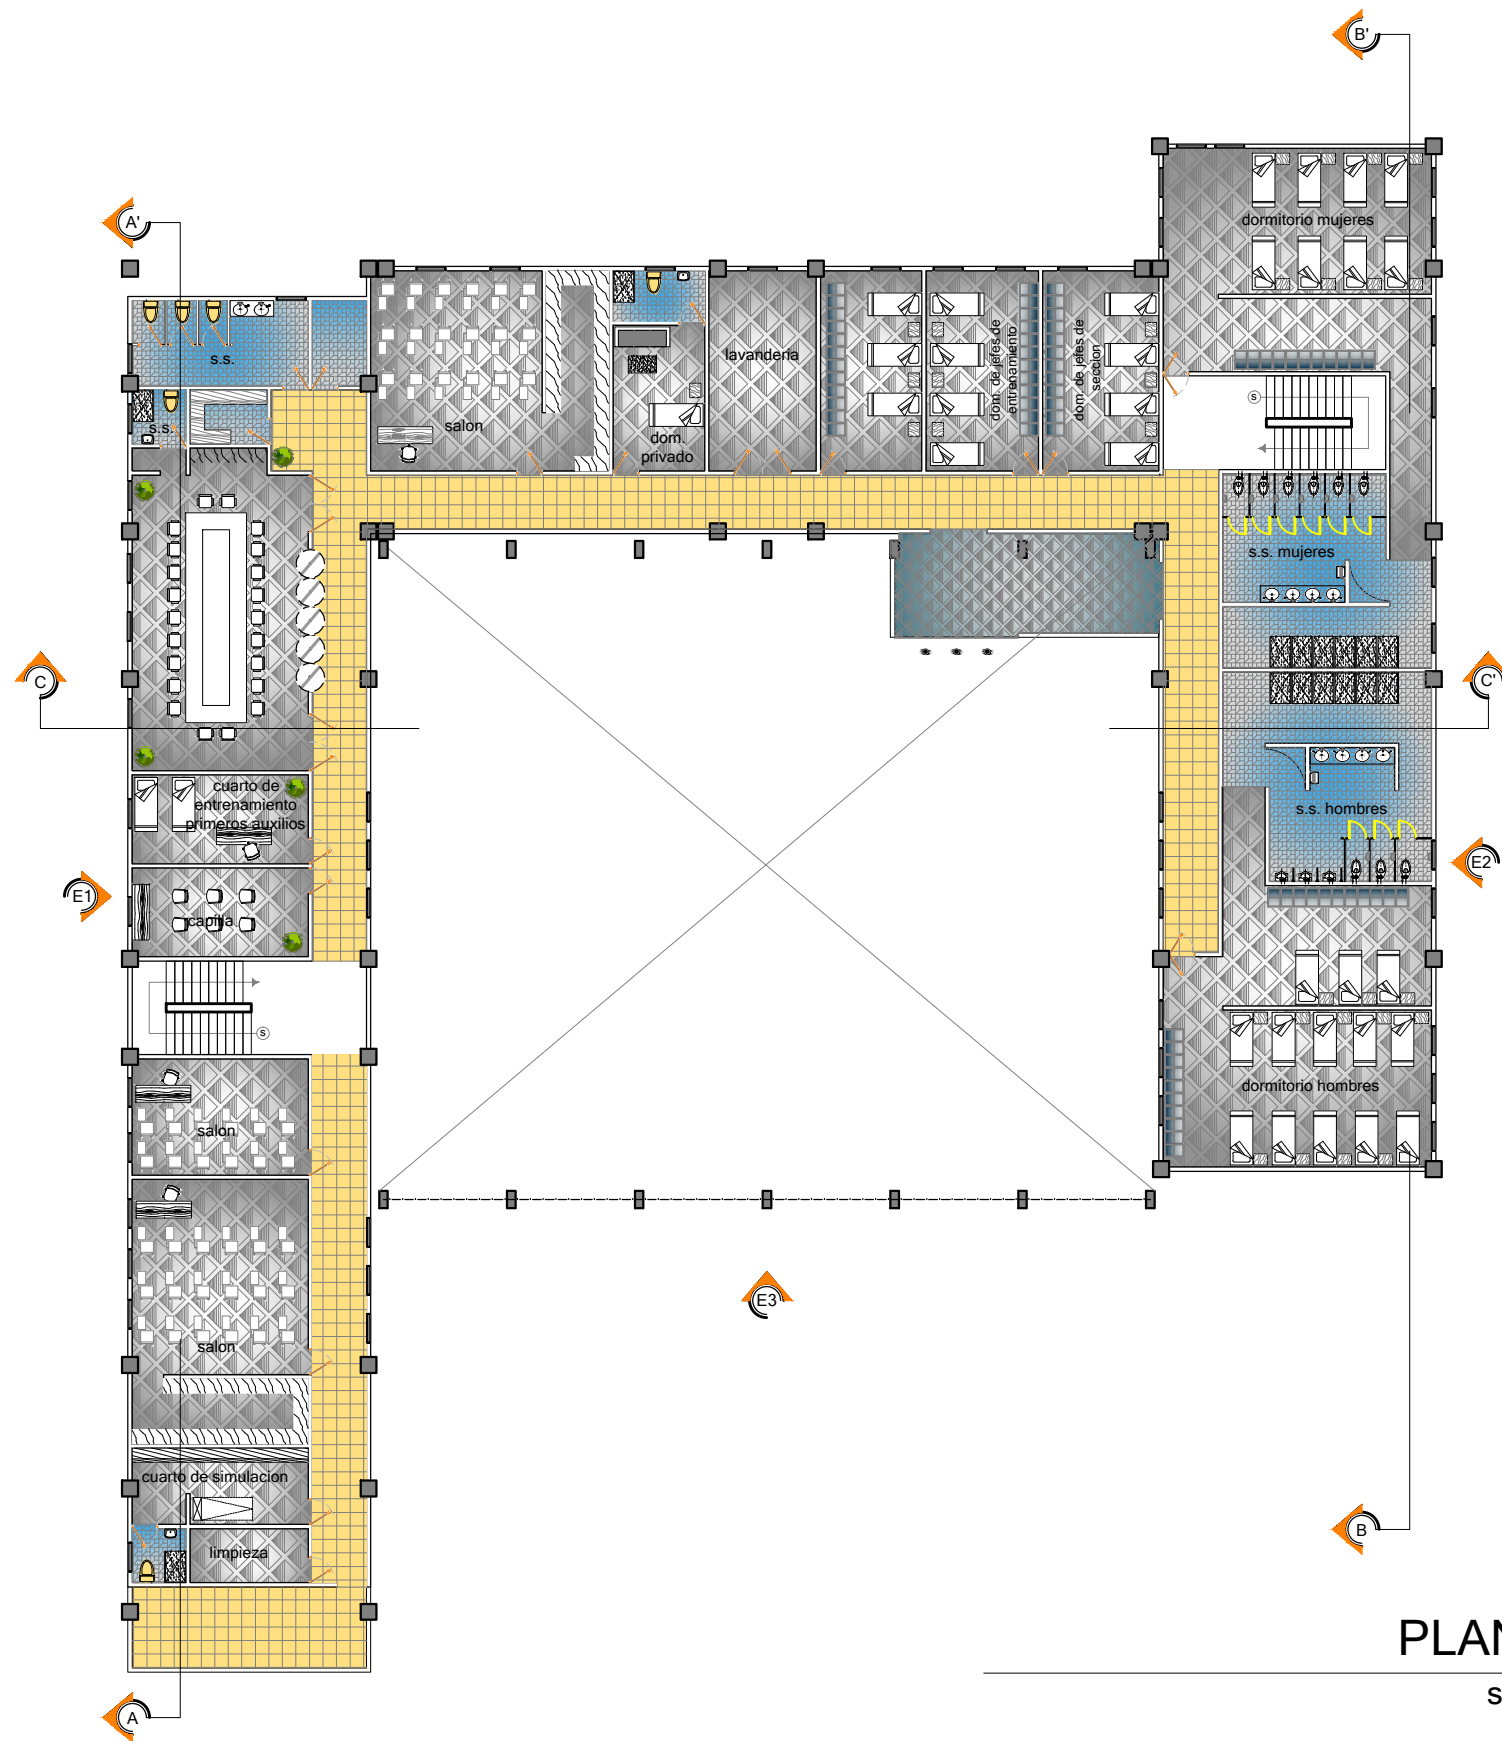 B'
A'
dormitorio mujeres
s.s.
lavanderia
dom. de jefes de
entrenamiento
dom. de jefes de
seccion
s
s.s.
salon
dom.
privado
s.s. mujeres
C
C'
cuarto de
entrenamiento
primeros auxilios
s.s. hombres
E1
capilla
E2
s
dormitorio hombres
salon
E3
salon
cuarto de simulacion
B
limpieza
PLAN
s
A